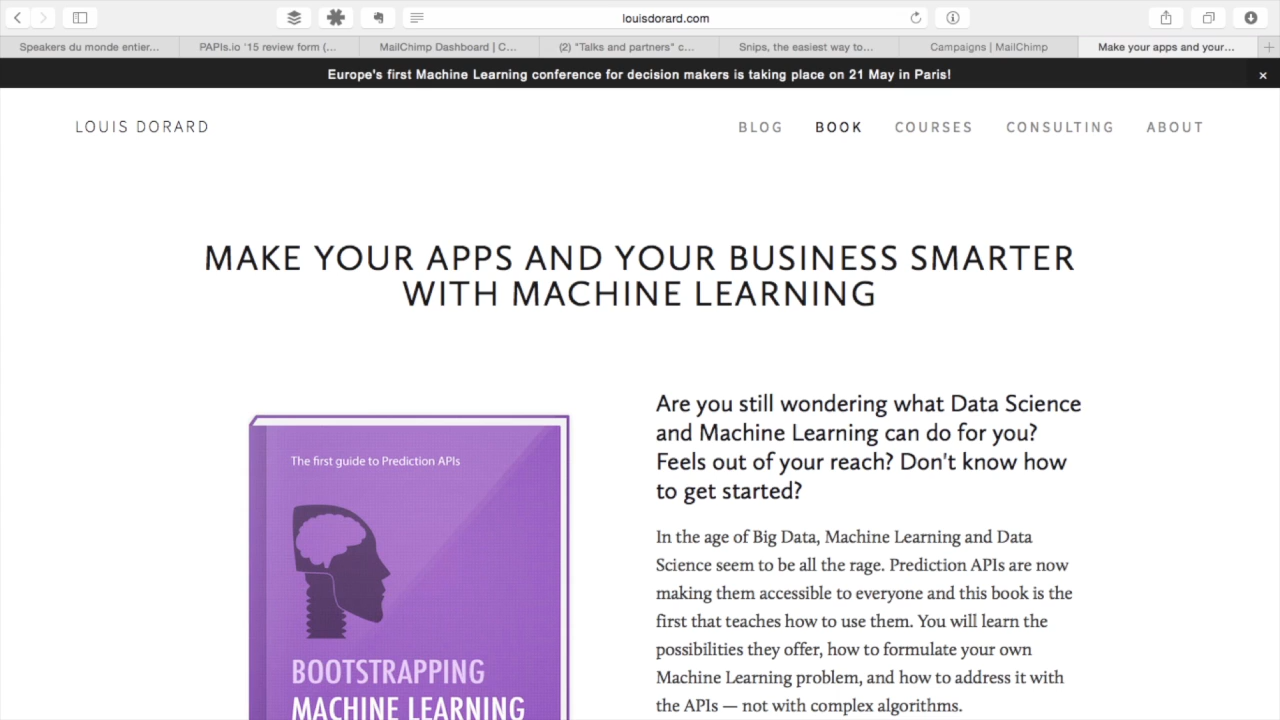 louisdorard.com
Speakers du monde entier...
PAPIs.io '15 review form (...
MailChimp Dashboard | C...
(2) "Talks and partners" c...
Snips, the easiest way to...
Campaigns | MailChimp
Make your apps and your...
Europe's first Machine Learning conference for decision makers is taking place on 21 May in Paris!
LOUIS DORARD
BLOG
BOOK
COURSES
CONSULTING
ABOUT
MAKE YOUR APPS AND YOUR BUSINESS SMARTER
WITH MACHINE LEARNING
The first guide to Prediction APIs
BOOTSTRAPPING
MACHINE LEARNING
Are you still wondering what Data Science
and Machine Learning can do for you?
Feels out of your reach? Don't know how
to get started?
In the age of Big Data, Machine Learning and Data
Science seem to be all the rage. Prediction APIs are now
making them accessible to everyone and this book is the
first that teaches how to use them. You will learn the
possibilities they offer, how to formulate your own
Machine Learning problem, and how to address it with
the APIs — not with complex algorithms.